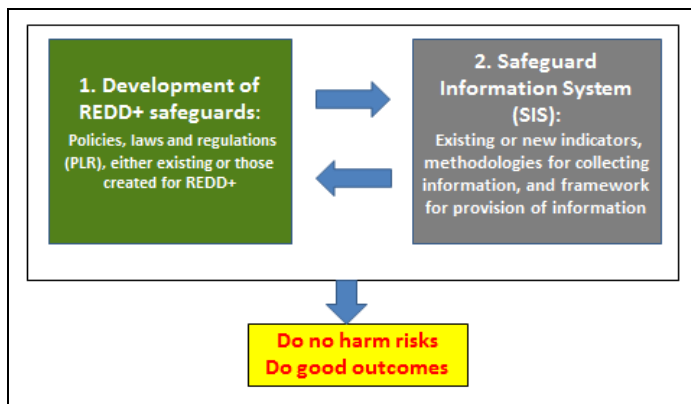 1. Development of
REDD+ safeguards:
Policies, laws and regulations
(PLR), either existing or those
created for REDD+
2. Safeguard
Information System
(SIS):
Existing or new indicators,
methodologies for collecting
information, and framework
for provision of information
Do no harm risks
Do good outcomes